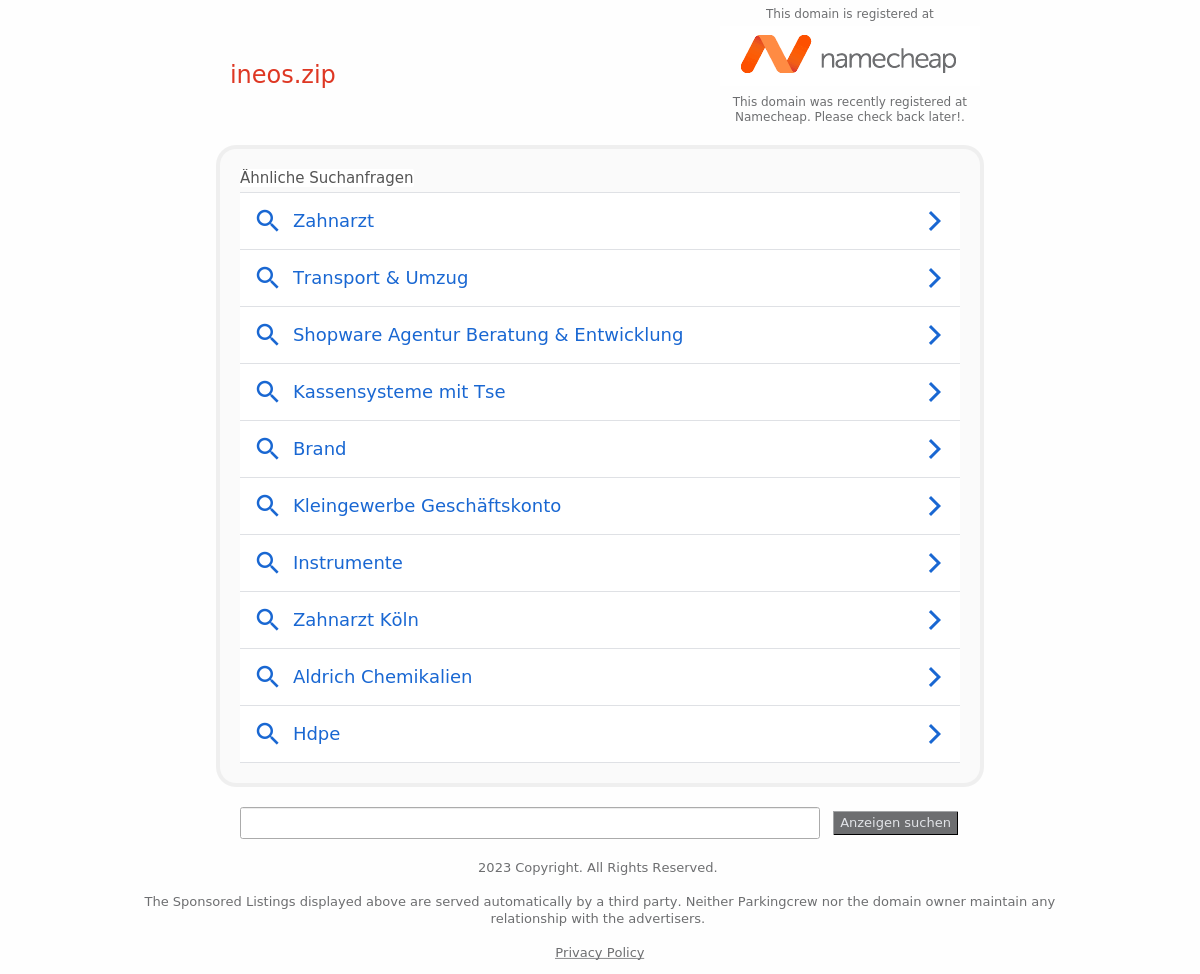 This domain is registered at
namecheap
ineos.zip
This domain was recently registered at
Namecheap. Please check back later!.
Ähnliche Suchanfragen
Zahnarzt
Transport & Umzug
Shopware Agentur Beratung & Entwicklung
Kassensysteme mit Tse
Brand
Kleingewerbe Geschäftskonto
Instrumente
Zahnarzt Köln
Aldrich Chemikalien
Hdpe
Anzeigen suchen
2023 Copyright. All Rights Reserved.
The Sponsored Listings displayed above are served automatically by a third party. Neither Parkingcrew nor the domain owner maintain any
relationship with the advertisers.
Privacy Policy